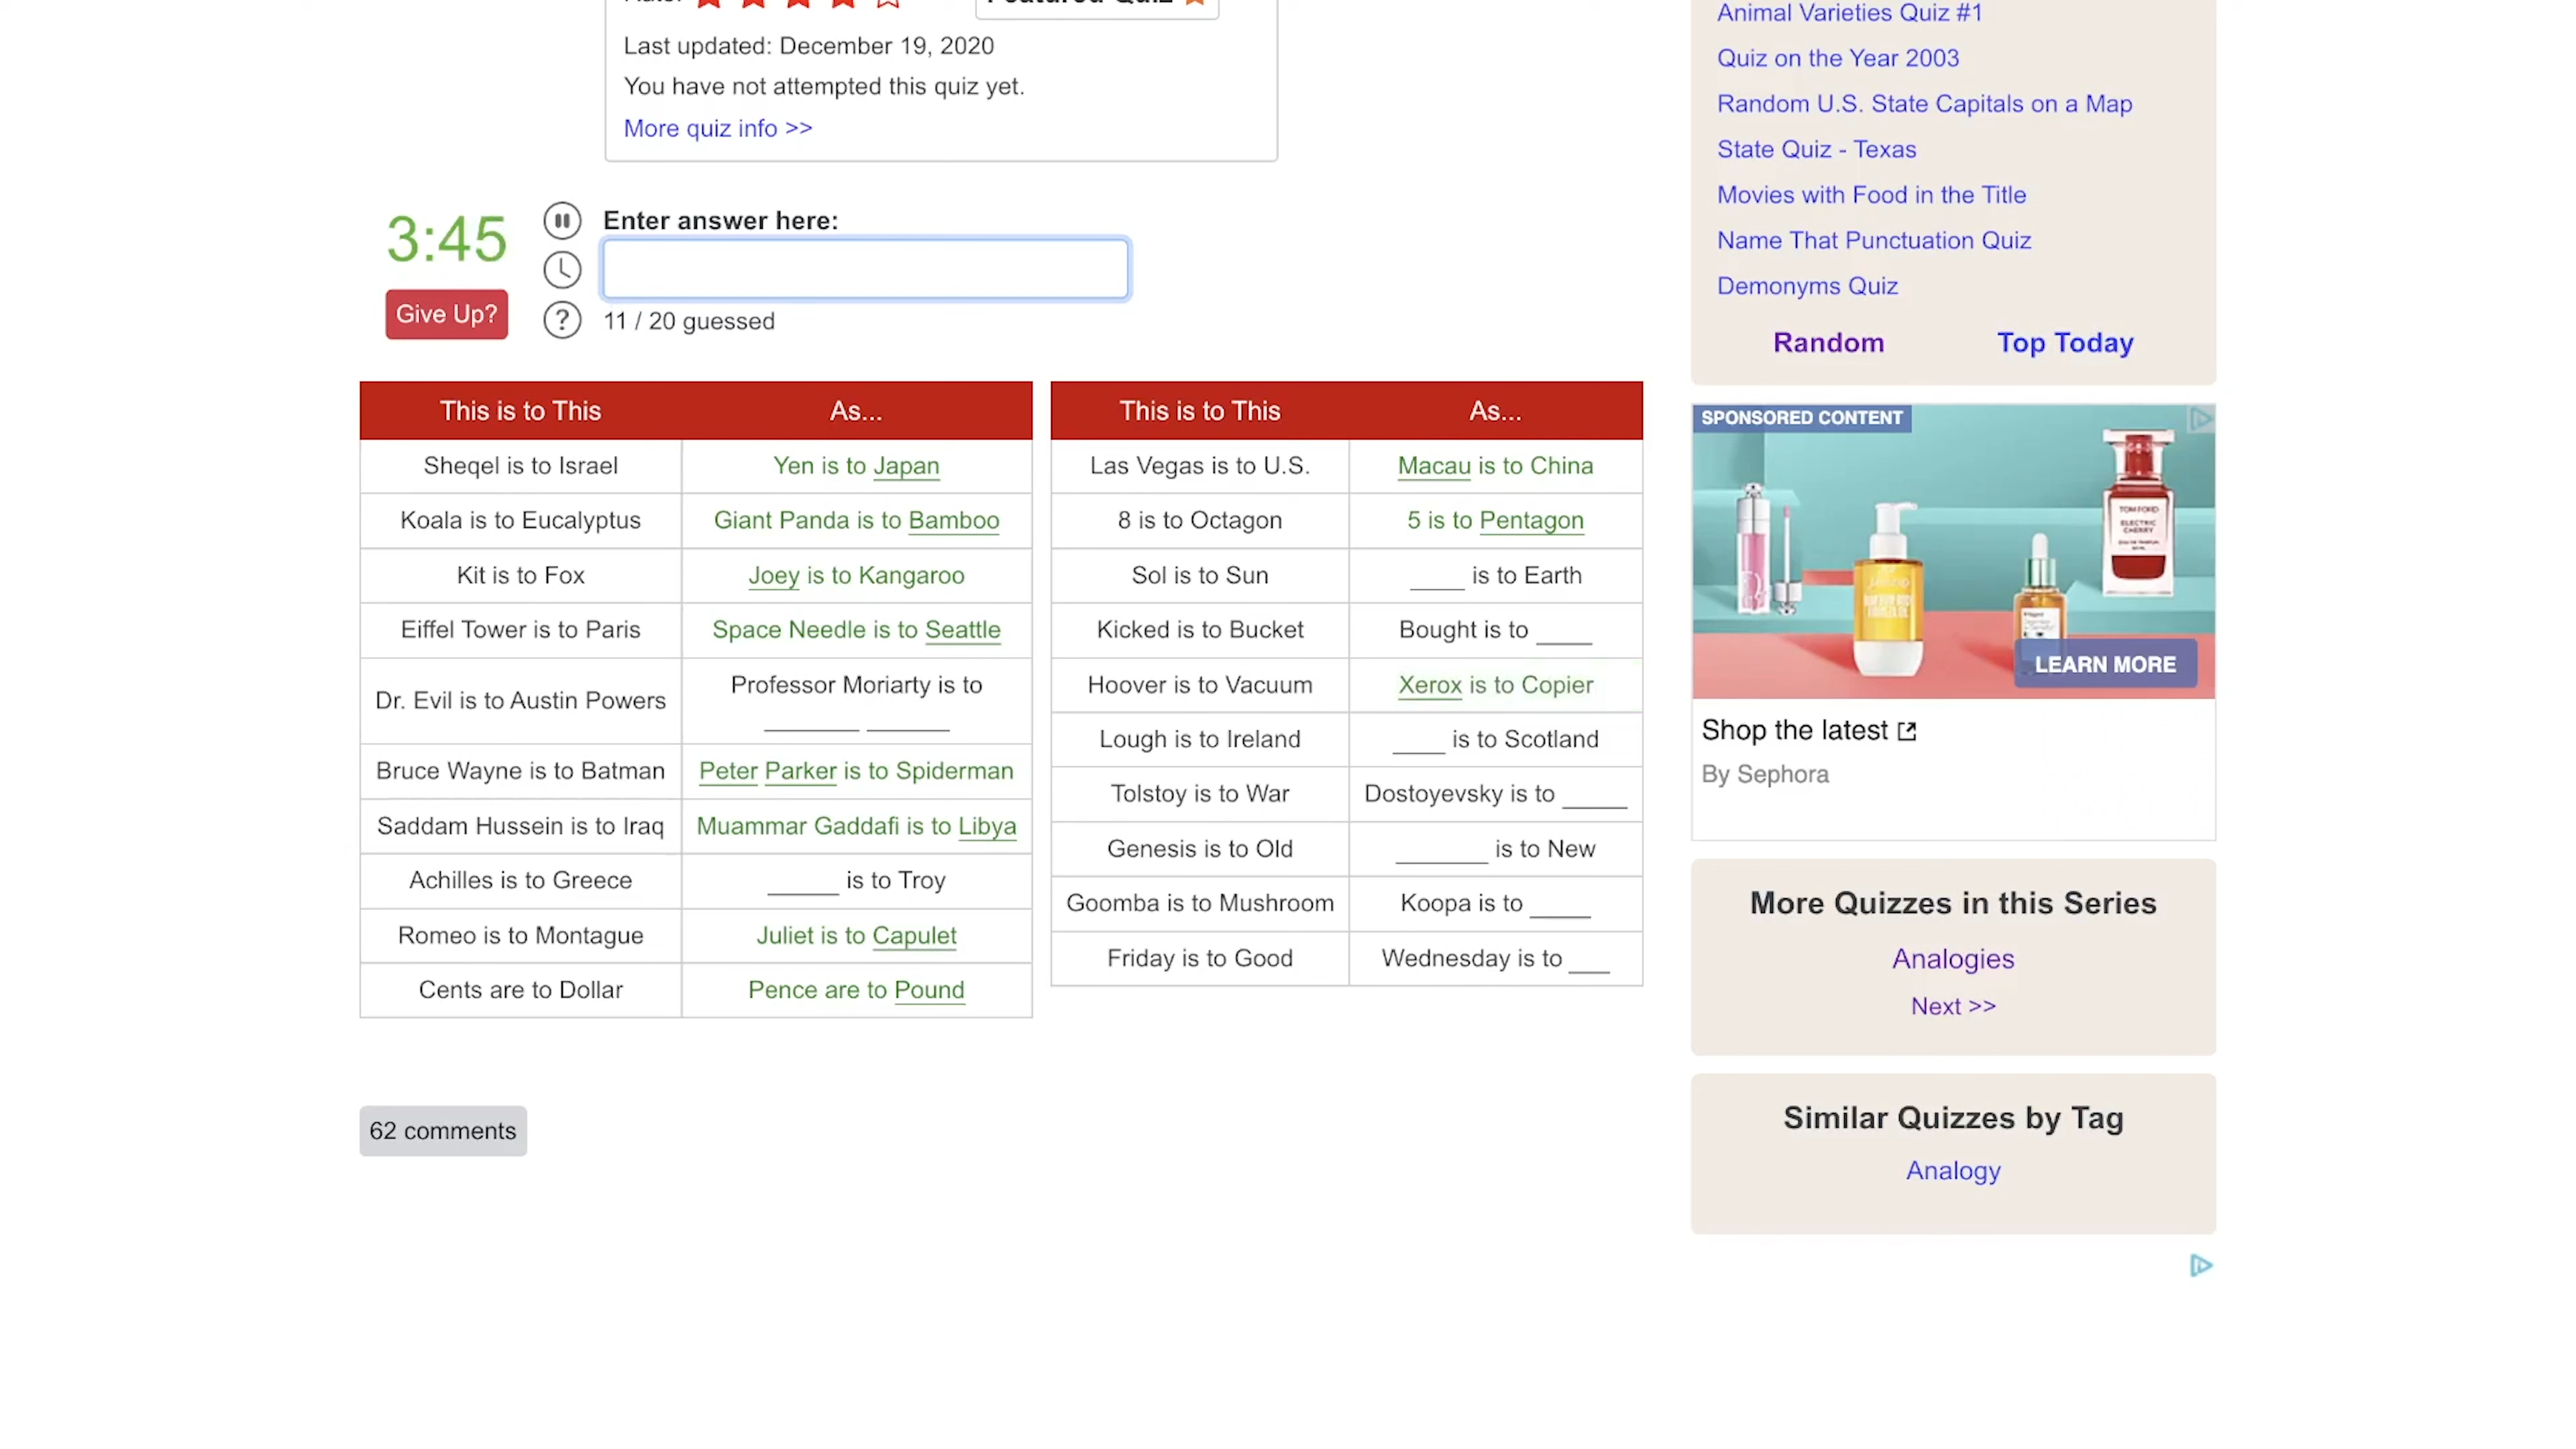 Last updated: December 19, 2020
You have not attempted this quiz yet.
More quiz info >>
3:45
Give Up?
Enter answer here:
?
11 / 20 guessed
This is to This As...
Sheqel is to Israel Yen is to Japan
Koala is to Eucalyptus Giant Panda is to Bamboo
Kit is to Fox Joey is to Kangaroo
Eiffel Tower is to Paris Space Needle is to Seattle
Dr. Evil is to Austin Powers Professor Moriarty is to
_______ ______
Bruce Wayne is to Batman Peter Parker is to Spiderman
Saddam Hussein is to Iraq Muammar Gaddafi is to Libya
Achilles is to Greece _____ is to Troy
Romeo is to Montague Juliet is to Capulet
Cents are to Dollar Pence are to Pound
This is to This As...
Las Vegas is to U.S. Macau is to China
8 is to Octagon 5 is to Pentagon
Sol is to Sun ____ is to Earth
Kicked is to Bucket Bought is to ____
Hoover is to Vacuum Xerox is to Copier
Lough is to Ireland ____ is to Scotland
Tolstoy is to War Dostoyevsky is to _____
Genesis is to Old _______ is to New
Goomba is to Mushroom Koopa is to ____
Friday is to Good Wednesday is to ___
62 comments
Animal Varieties Quiz #1
Quiz on the Year 2003
Random U.S. State Capitals on a Map
State Quiz - Texas
Movies with Food in the Title
Name That Punctuation Quiz
Demonyms Quiz
Random Top Today
SPONSORED CONTENT
TOM FORD
ELECTRIC
CHERRY
LEARN MORE
Shop the latest
By Sephora
More Quizzes in this Series
Analogies
Next >>
Similar Quizzes by Tag
Analogy